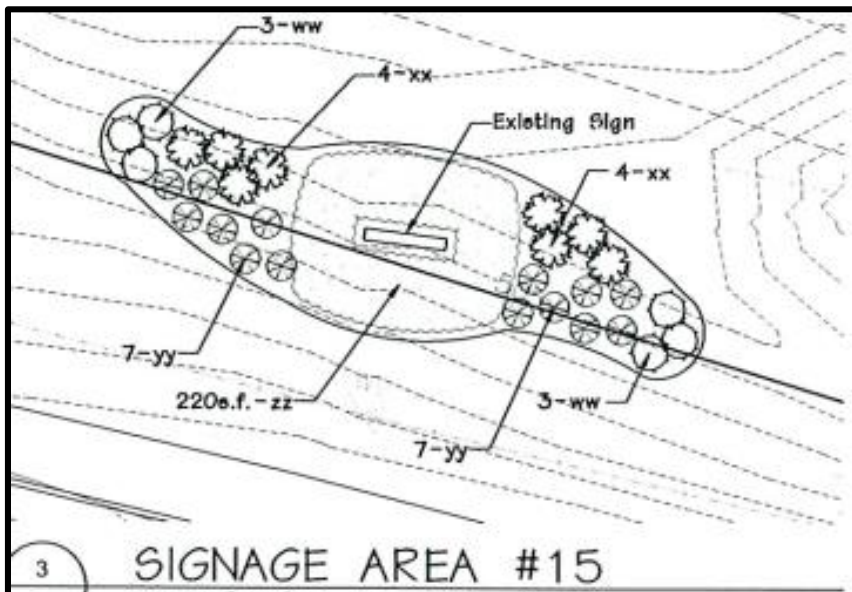 3-ww
4-xx
Existing Sign
4-xx
7-yy
220s.f.-zz
3-ww
7-yy
3 SIGNAGE AREA #15